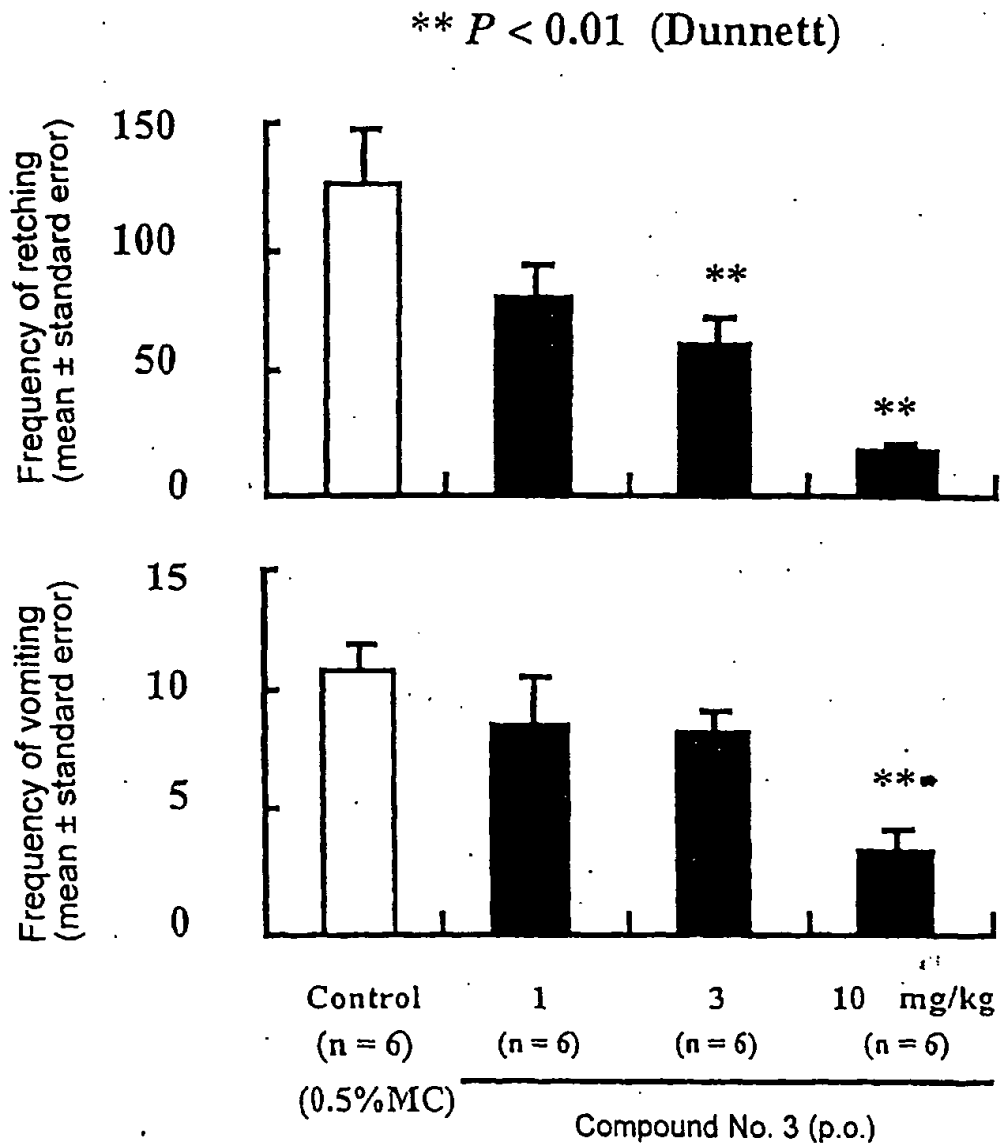 ** P < 0.01 (Dunnett)
Frequency of retching
(mean ± standard error)
150
100
50
0
**
**
Frequency of vomiting
(mean ± standard error)
15
10
5
0
**
Control 1 3 10 mg/kg
(n = 6) (n = 6) (n = 6) (n = 6)
(0.5%MC)
Compound No. 3 (p.o.)